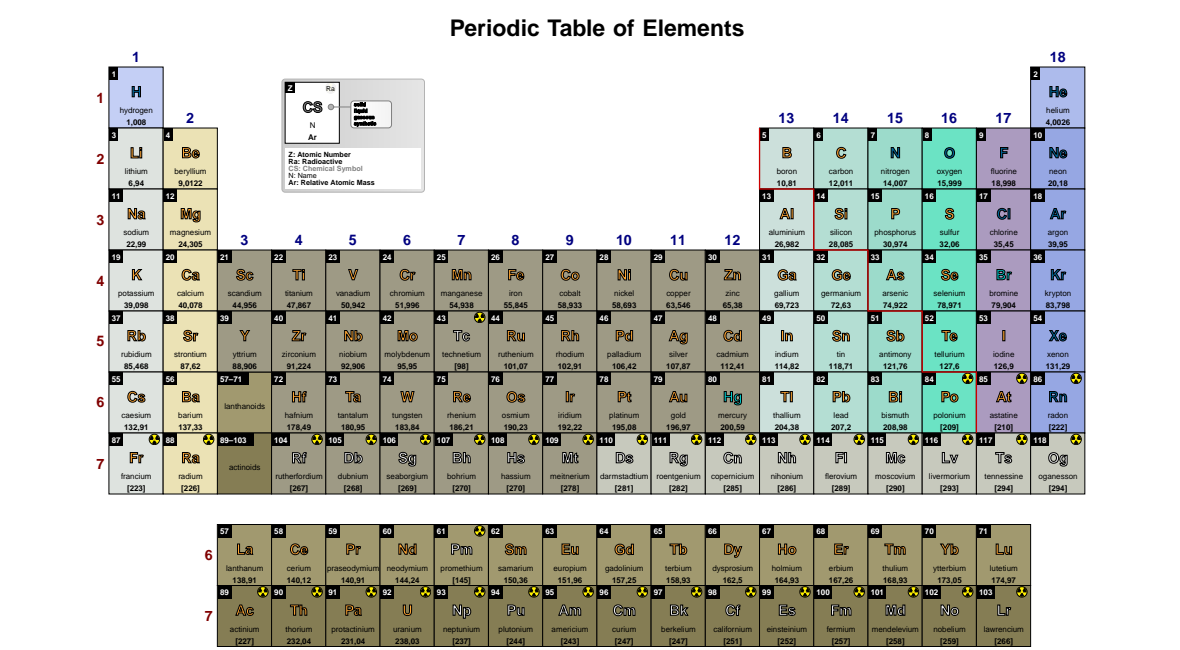 Periodic Table of Elements
1 18
1 2
H He
hydrogen helium
1,008 4,0026
Z Ra
CS
solid
liquid
gaseous
synthetic
N
Ar
Z: Atomic Number
Ra: Radioactive
CS: Chemical Symbol
N: Name
Ar: Relative Atomic Mass
1
2 13 14 15 16 17
3 4 5 6 7 8 9 10
2 Li Be B C N O F Ne
lithium beryllium boron carbon nitrogen oxygen fluorine neon
6,94 9,0122 10,81 12,011 14,007 15,999 18,998 20,18
11 12 13 14 15 16 17 18
3 Na Mg Al Si P S Cl Ar
sodium magnesium aluminium silicon phosphorus sulfur chlorine argon
22,99 24,305 26,982 28,085 30,974 32,06 35,45 39,95
3 4 5 6 7 8 9 10 11 12
19 20 21 22 23 24 25 26 27 28 29 30 31 32 33 34 35 36
4 K Ca Sc Ti V Cr Mn Fe Co Ni Cu Zn Ga Ge As Se Br Kr
potassium calcium scandium titanium vanadium chromium manganese iron cobalt nickel copper zinc gallium germanium arsenic selenium bromine krypton
39,098 40,078 44,956 47,867 50,942 51,996 54,938 55,845 58,933 58,693 63,546 65,38 69,723 72,63 74,922 78,971 79,904 83,798
37 38 39 40 41 42 43 44 45 46 47 48 49 50 51 52 53 54
5 Rb Sr Y Zr Nb Mo Tc Ru Rh Pd Ag Cd In Sn Sb Te I Xe
rubidium strontium yttrium zirconium niobium molybdenum technetium ruthenium rhodium palladium silver cadmium indium tin antimony tellurium iodine xenon
85,468 87,62 88,906 91,224 92,906 95,95 [98] 101,07 102,91 106,42 107,87 112,41 114,82 118,71 121,76 127,6 126,9 131,29
55 56 57–71 72 73 74 75 76 77 78 79 80 81 82 83 84 85 86
6 Cs Ba lanthanoids Hf Ta W Re Os Ir Pt Au Hg Tl Pb Bi Po At Rn
caesium barium hafnium tantalum tungsten rhenium osmium iridium platinum gold mercury thallium lead bismuth polonium astatine radon
132,91 137,33 178,49 180,95 183,84 186,21 190,23 192,22 195,08 196,97 200,59 204,38 207,2 208,98 [209] [210] [222]
87 88 89–103 104 105 106 107 108 109 110 111 112 113 114 115 116 117 118
7 Fr Ra actinoids Rf Db Sg Bh Hs Mt Ds Rg Cn Nh Fl Mc Lv Ts Og
francium radium rutherfordium dubnium seaborgium bohrium hassium meitnerium darmstadtium roentgenium copernicium nihonium flerovium moscovium livermorium tennessine oganesson
[223] [226] [267] [268] [269] [270] [270] [278] [281] [282] [285] [286] [289] [290] [293] [294] [294]
57 58 59 60 61 62 63 64 65 66 67 68 69 70 71
6 La Ce Pr Nd Pm Sm Eu Gd Tb Dy Ho Er Tm Yb Lu
lanthanum cerium praseodymium neodymium promethium samarium europium gadolinium terbium dysprosium holmium erbium thulium ytterbium lutetium
138,91 140,12 140,91 144,24 [145] 150,36 151,96 157,25 158,93 162,5 164,93 167,26 168,93 173,05 174,97
89 90 91 92 93 94 95 96 97 98 99 100 101 102 103
7 Ac Th Pa U Np Pu Am Cm Bk Cf Es Fm Md No Lr
actinium thorium protactinium uranium neptunium plutonium americium curium berkelium californium einsteinium fermium mendelevium nobelium lawrencium
[227] 232,04 231,04 238,03 [237] [244] [243] [247] [247] [251] [252] [257] [258] [259] [266]